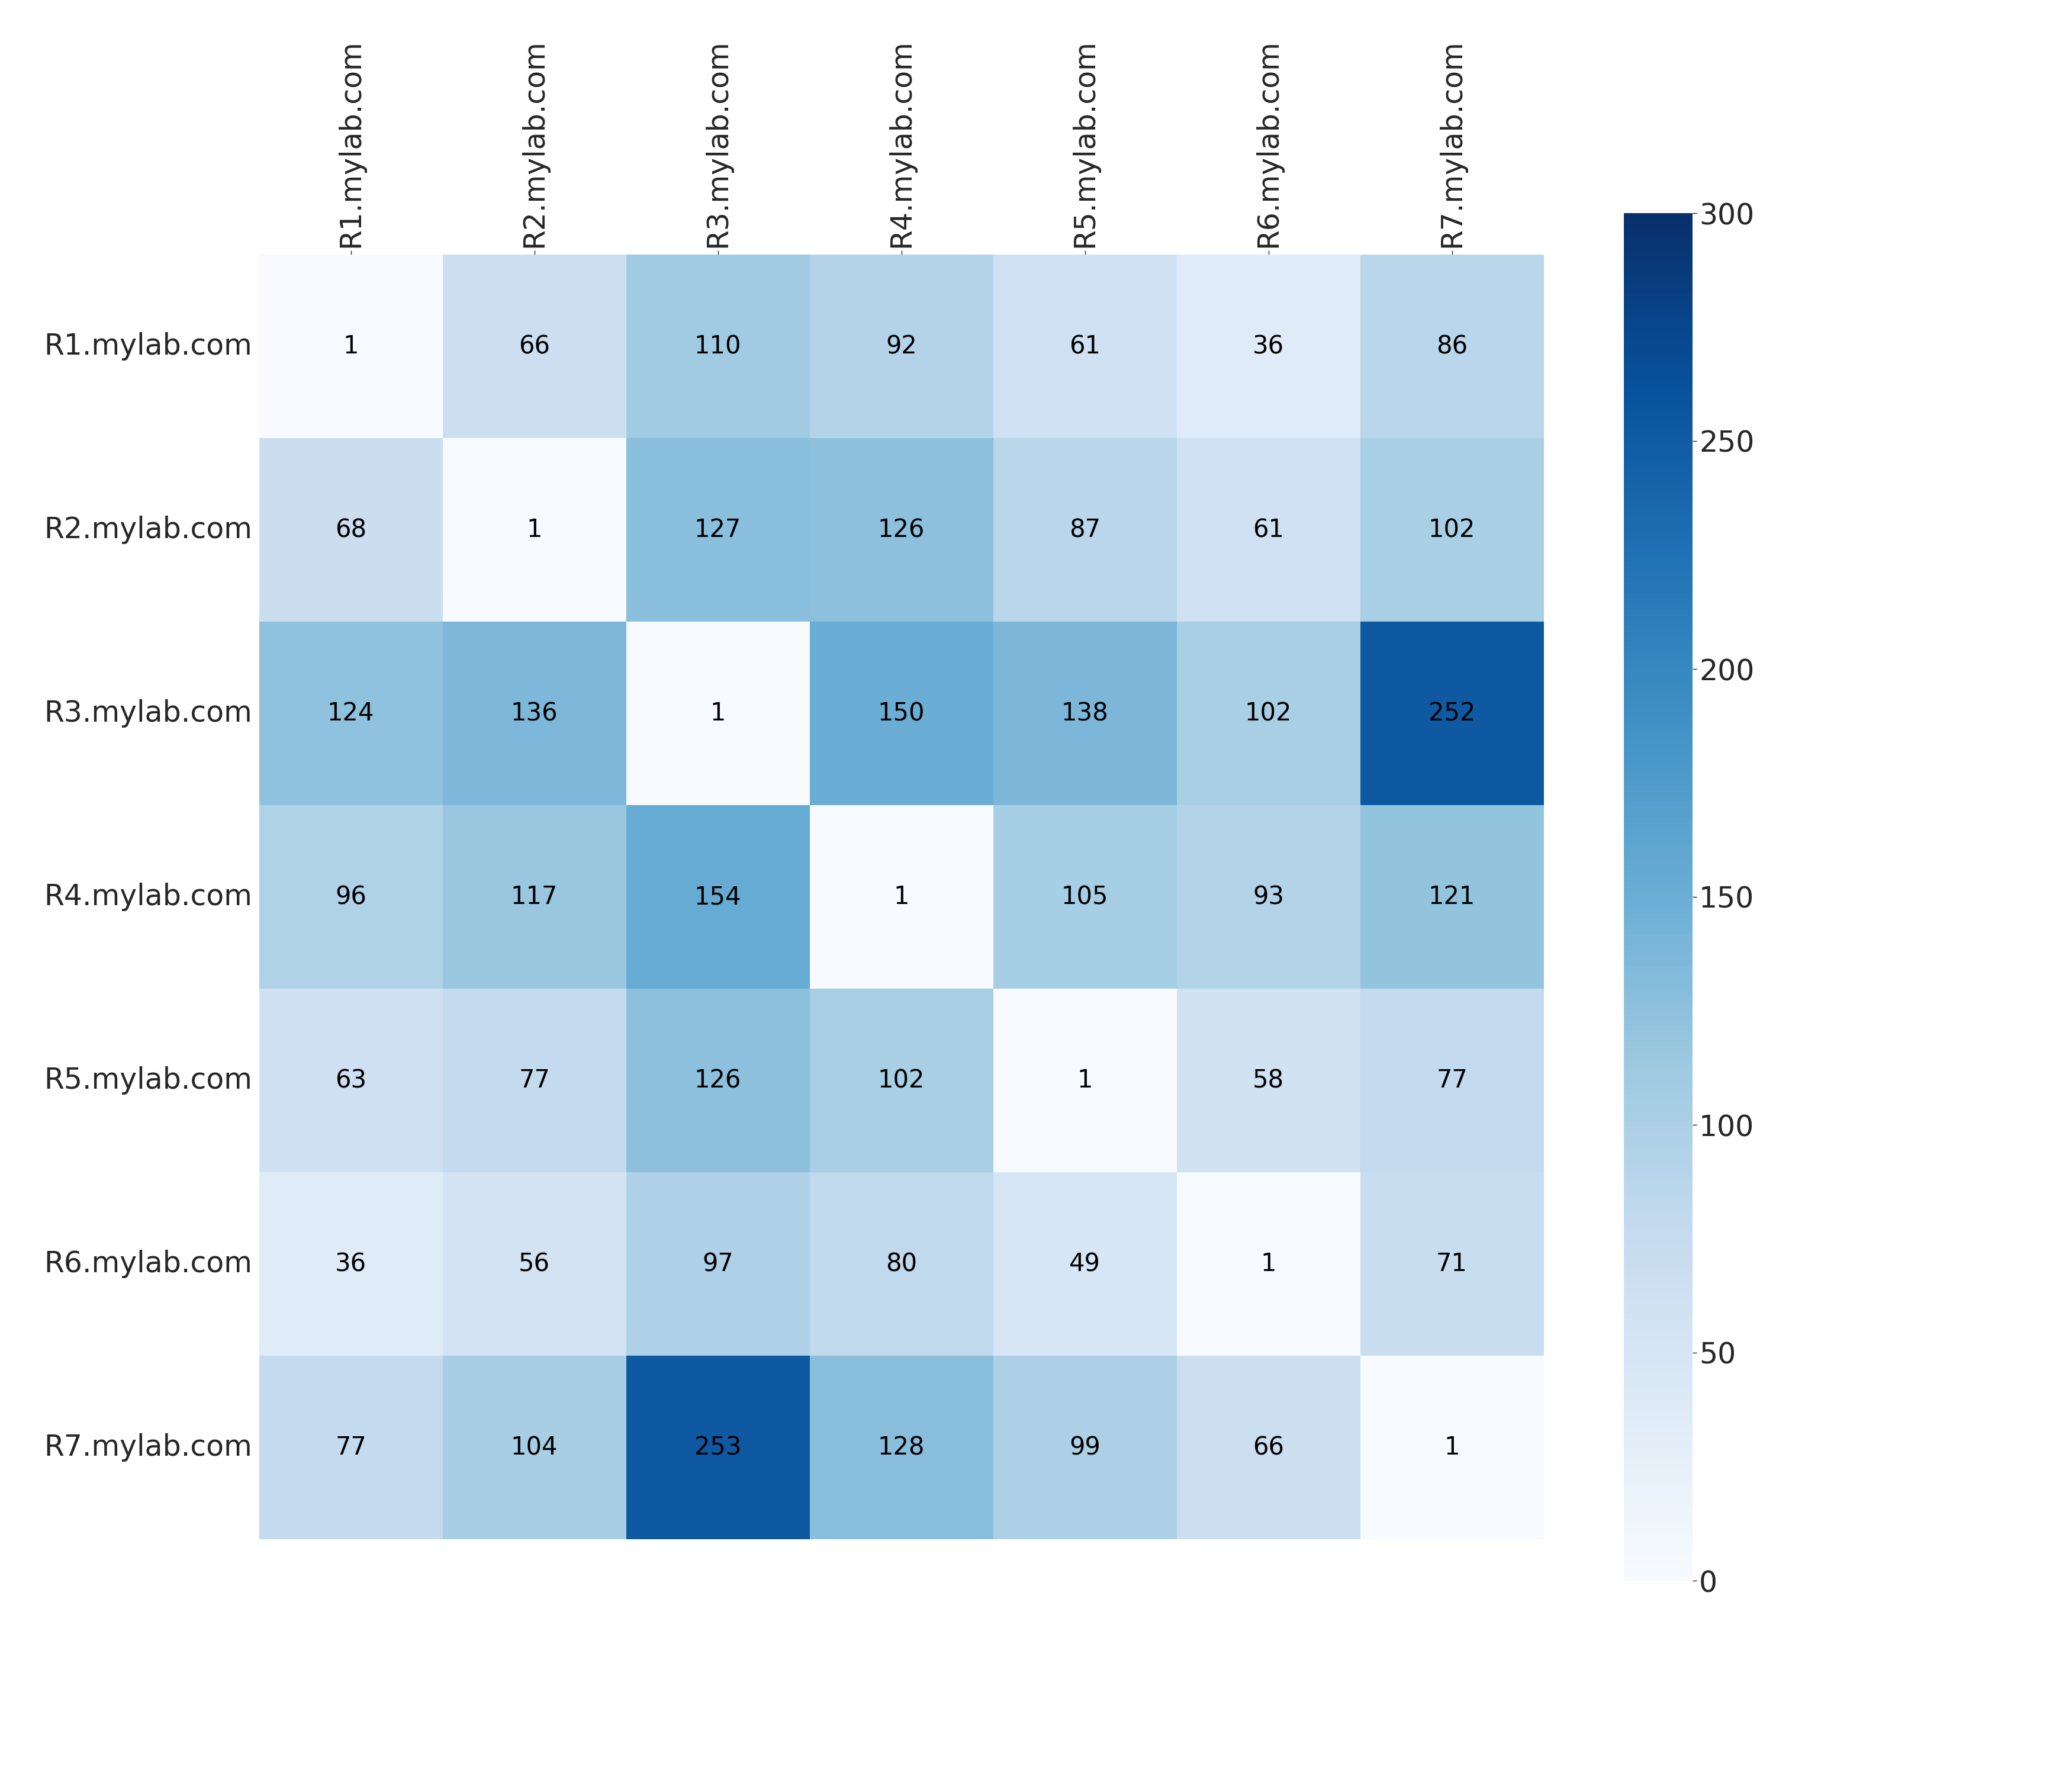 R1.mylab.com R2.mylab.com R3.mylab.com R4.mylab.com R5.mylab.com R6.mylab.com R7.mylab.com
R1.mylab.com 1 66 110 92 61 36 86
R2.mylab.com 68 1 127 126 87 61 102
R3.mylab.com 124 136 1 150 138 102 252
R4.mylab.com 96 117 154 1 105 93 121
R5.mylab.com 63 77 126 102 1 58 77
R6.mylab.com 36 56 97 80 49 1 71
R7.mylab.com 77 104 253 128 99 66 1
300
250
200
150
100
50
0